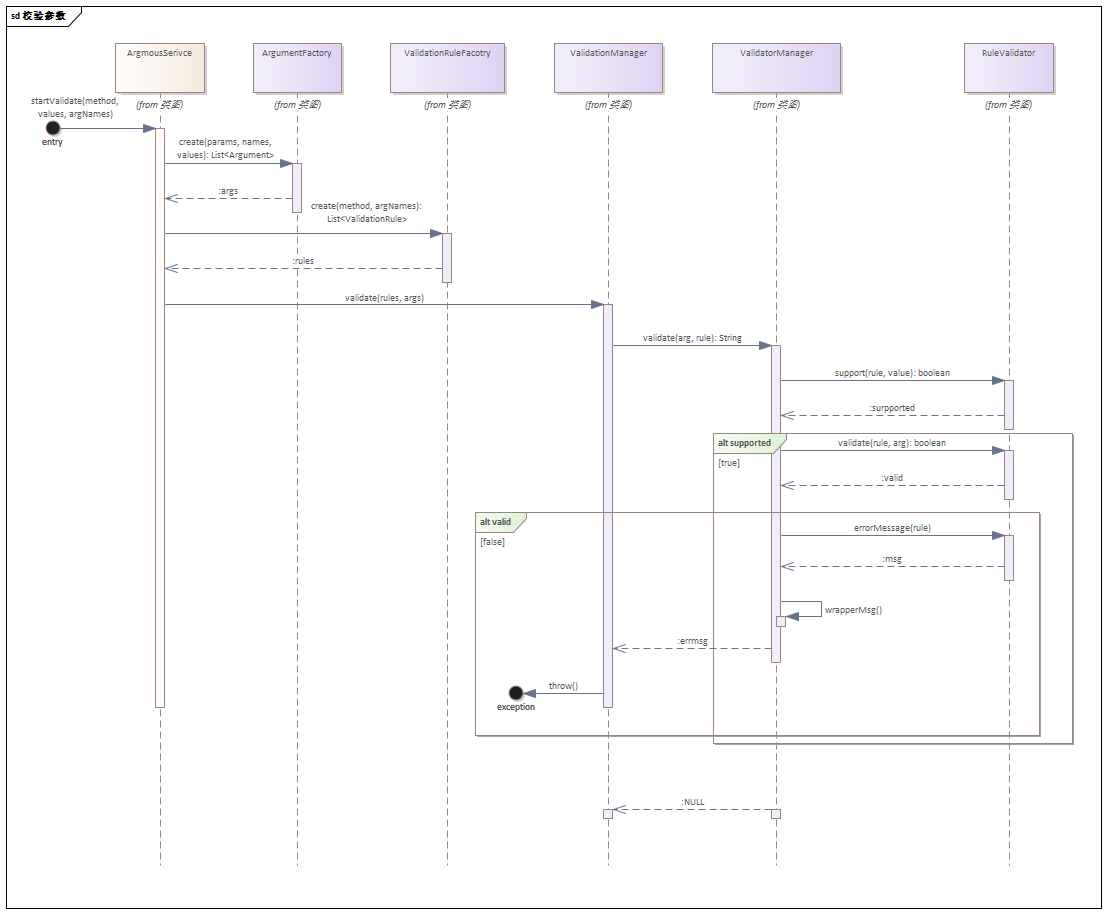 sd 校验参数
ArgmousSerivce
ArgumentFactory
ValidationRuleFacotry
ValidationManager
ValidatorManager
RuleValidator
(from 类图)
(from 类图)
(from 类图)
(from 类图)
(from 类图)
(from 类图)
startValidate(method,
values, argNames)
entry
create(params, names,
values): List<Argument>
:args
create(method, argNames):
List<ValidationRule>
:rules
validate(rules, args)
validate(arg, rule): String
support(rule, value): boolean
:surpported
alt supported
validate(rule, arg): boolean
[true]
:valid
alt valid
[false]
errorMessage(rule)
:msg
wrapperMsg()
:errmsg
throw()
exception
:NULL